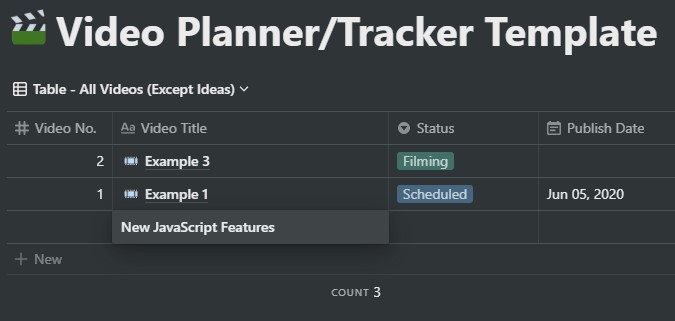 Video Planner/Tracker Template
Table - All Videos (Except Ideas)
Video No. Aa Video Title Status Publish Date
2 Example 3 Filming
1 Example 1 Scheduled Jun 05, 2020
New JavaScript Features
+ New
COUNT 3